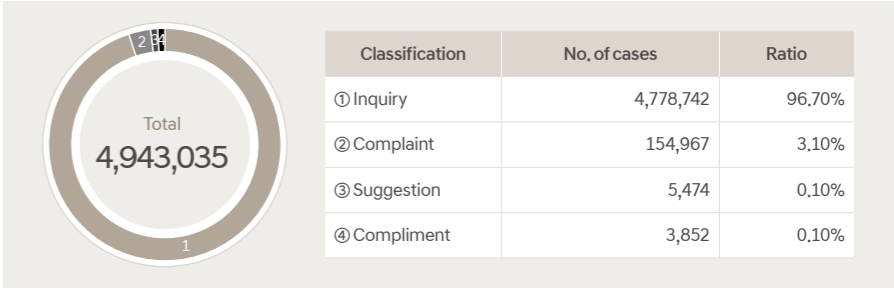 Total
4,943,035
1
2
3
4
Classification No. of cases Ratio
① Inquiry 4,778,742 96.70%
② Complaint 154,967 3.10%
③ Suggestion 5,474 0.10%
④ Compliment 3,852 0.10%